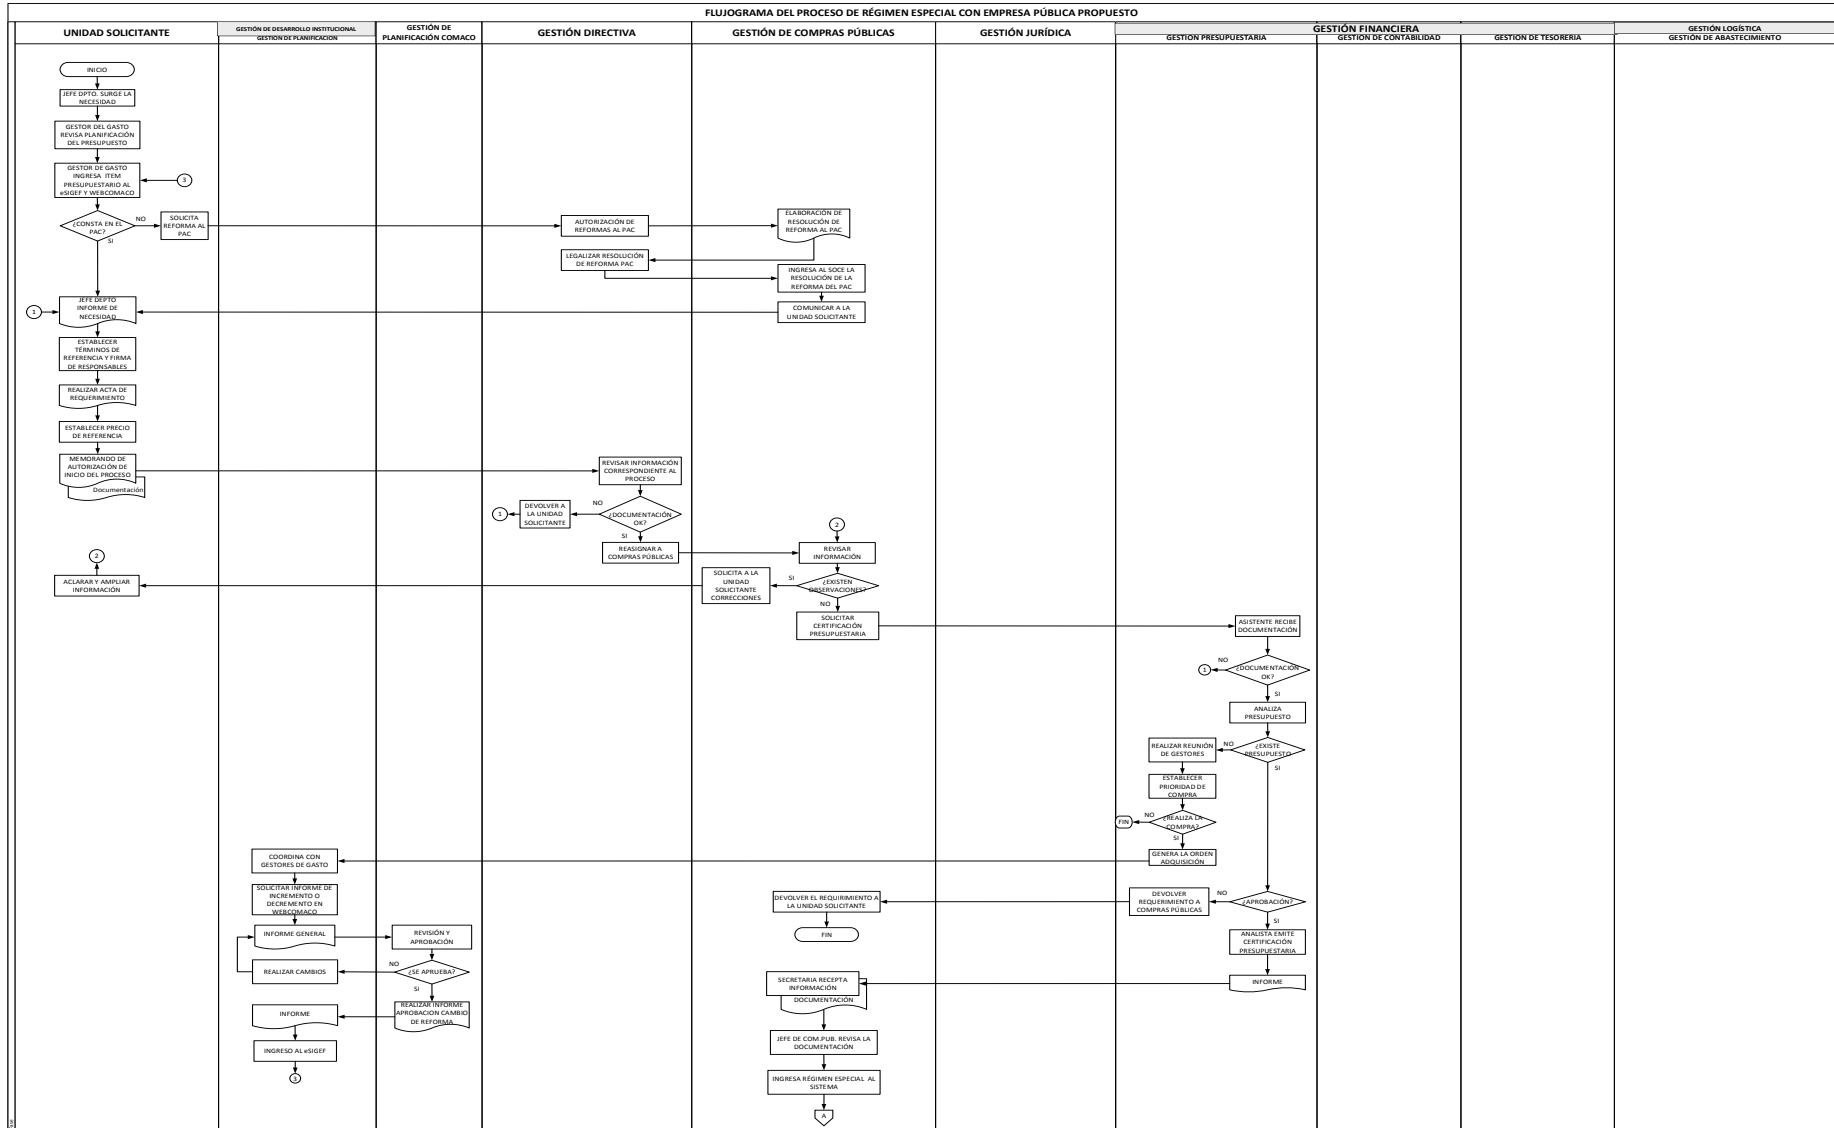 FLUJOGRAMA DEL PROCESO DE RÉGIMEN ESPECIAL CON EMPRESA PÚBLICA PROPUESTO
UNIDAD SOLICITANTE
GESTIÓN DE DESARROLLO INSTITUCIONAL
GESTION DE PLANIFICACION
GESTIÓN DE
PLANIFICACIÓN COMACO
GESTIÓN DIRECTIVA
GESTIÓN DE COMPRAS PÚBLICAS
GESTIÓN JURÍDICA
GESTIÓN FINANCIERA
GESTION PRESUPUESTARIA
GESTIÓN DE CONTABILIDAD
GESTIÓN DE TESORERIA
GESTIÓN LOGÍSTICA
GESTIÓN DE ABASTECIMIENTO
INICIO
JEFE DPTO. SURGE LA
NECESIDAD
GESTOR DEL GASTO
REVISA PLANIFICACIÓN
DEL PRESUPUESTO
GESTOR DE GASTO
INGRESA ITEM
PRESUPUESTARIO AL
eSIGEF Y WEBCOMACO
3
¿CONSTA EN EL
PAC?
NO
SI
SOLICITA
REFORMA AL
PAC
AUTORIZACIÓN DE
REFORMAS AL PAC
ELABORACIÓN DE
RESOLUCIÓN DE
REFORMA AL PAC
LEGALIZAR RESOLUCIÓN
DE REFORMA PAC
INGRESA AL SOCE LA
RESOLUCIÓN DE LA
REFORMA DEL PAC
COMUNICAR A LA
UNIDAD SOLICITANTE
1
JEFE DEPTO
INFORME DE
NECESIDAD
ESTABLECER
TÉRMINOS DE
REFERENCIA Y FIRMA
DE RESPONSABLES
REALIZAR ACTA DE
REQUERIMIENTO
ESTABLECER PRECIO
DE REFERENCIA
MEMORANDO DE
AUTORIZACIÓN DE
INICIO DEL PROCESO
Documentación
REVISAR INFORMACIÓN
CORRESPONDIENTE AL
PROCESO
¿DOCUMENTACIÓN
OK?
NO
SI
DEVOLVER A
LA UNIDAD
SOLICITANTE
1
REASIGNAR A
COMPRAS PÚBLICAS
2
REVISAR
INFORMACIÓN
¿EXISTEN
OBSERVACIONES?
SI
NO
SOLICITA A LA
UNIDAD
SOLICITANTE
CORRECCIONES
2
ACLARAR Y AMPLIAR
INFORMACIÓN
SOLICITAR
CERTIFICACIÓN
PRESUPUESTARIA
ASISTENTE RECIBE
DOCUMENTACIÓN
¿DOCUMENTACIÓN
OK?
NO
1
SI
ANALIZA
PRESUPUESTO
¿EXISTE
PRESUPUESTO
NO
SI
REALIZAR REUNIÓN
DE GESTORES
ESTABLECER
PRIORIDAD DE
COMPRA
¿REALIZA LA
COMPRA?
NO
FIN
SI
GENERA LA ORDEN
ADQUISICIÓN
COORDINA CON
GESTORES DE GASTO
SOLICITAR INFORME DE
INCREMENTO O
DECREMENTO EN
WEBCOMACO
INFORME GENERAL
REVISIÓN Y
APROBACIÓN
¿SE APRUEBA?
NO
SI
REALIZAR CAMBIOS
REALIZAR INFORME
APROBACION CAMBIO
DE REFORMA
INFORME
INGRESO AL eSIGEF
3
¿APROBACIÓN?
NO
SI
DEVOLVER
REQUERIMIENTO A
COMPRAS PÚBLICAS
DEVOLVER EL REQUIRIMIENTO A
LA UNIDAD SOLICITANTE
FIN
ANALISTA EMITE
CERTIFICACIÓN
PRESUPUESTARIA
INFORME
SECRETARIA RECEPTA
INFORMACIÓN
DOCUMENTACIÓN
JEFE DE COM.PUB. REVISA LA
DOCUMENTACIÓN
INGRESA RÉGIMEN ESPECIAL AL
SISTEMA
A